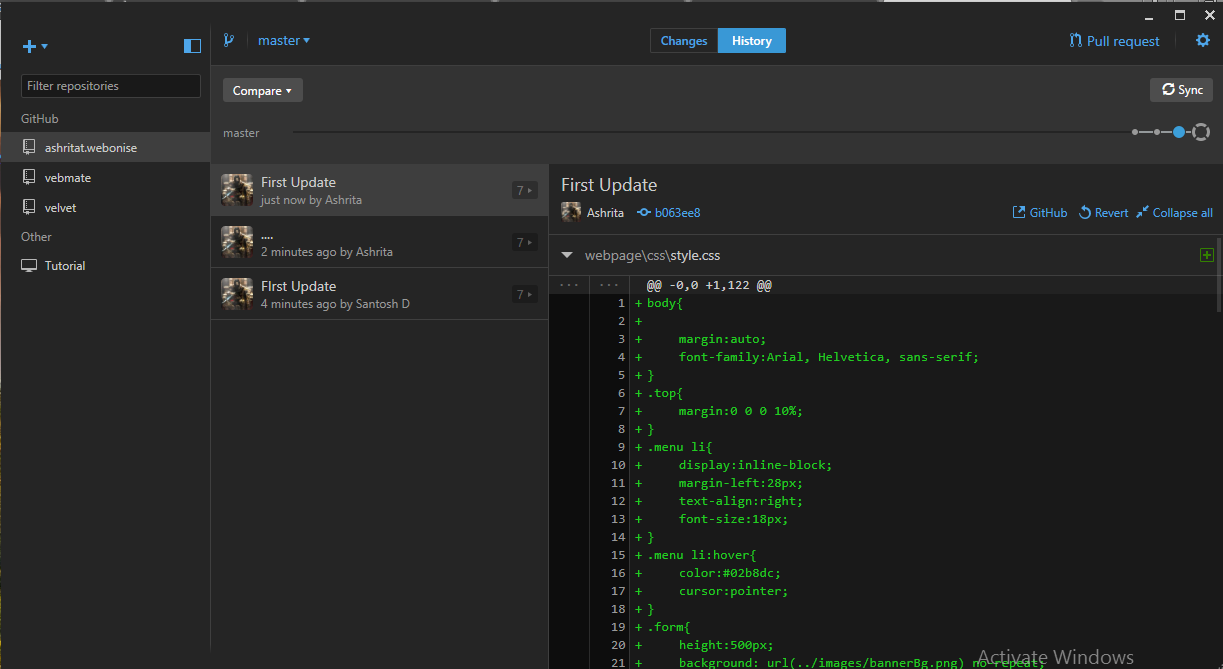 master
Changes
History
Pull request
Filter repositories
Compare
Sync
GitHub
master
ashritat.webonise
vebmate
velvet
Other
Tutorial
First Update
just now by Ashrita
7
....
2 minutes ago by Ashrita
7
FIrst Update
4 minutes ago by Santosh D
7
First Update
Ashrita
b063ee8
GitHub
Revert
Collapse all
webpage\css\style.css
... ... @@ -0,0 +1,122 @@
1 + body{
2 +
3 + margin:auto;
4 + font-family:Arial, Helvetica, sans-serif;
5 + }
6 + .top{
7 + margin:0 0 0 10%;
8 + }
9 + .menu li{
10 + display:inline-block;
11 + margin-left:28px;
12 + text-align:right;
13 + font-size:18px;
14 + }
15 + .menu li:hover{
16 + color:#02b8dc;
17 + cursor:pointer;
18 + }
19 + .form{
20 + height:500px;
21 + background: url(../images/bannerBg.png) no-repeat;
Activate Windows